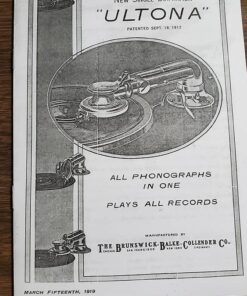 "ULTONA"
PATENTED SEPT. 18, 1917
ALL PHONOGRAPHS
IN ONE
PLAYS ALL RECORDS
MANUFACTURED BY
THE BRUNSWICK-BALKE-COLLENDER CO.
MARCH FIFTEENTH, 1919